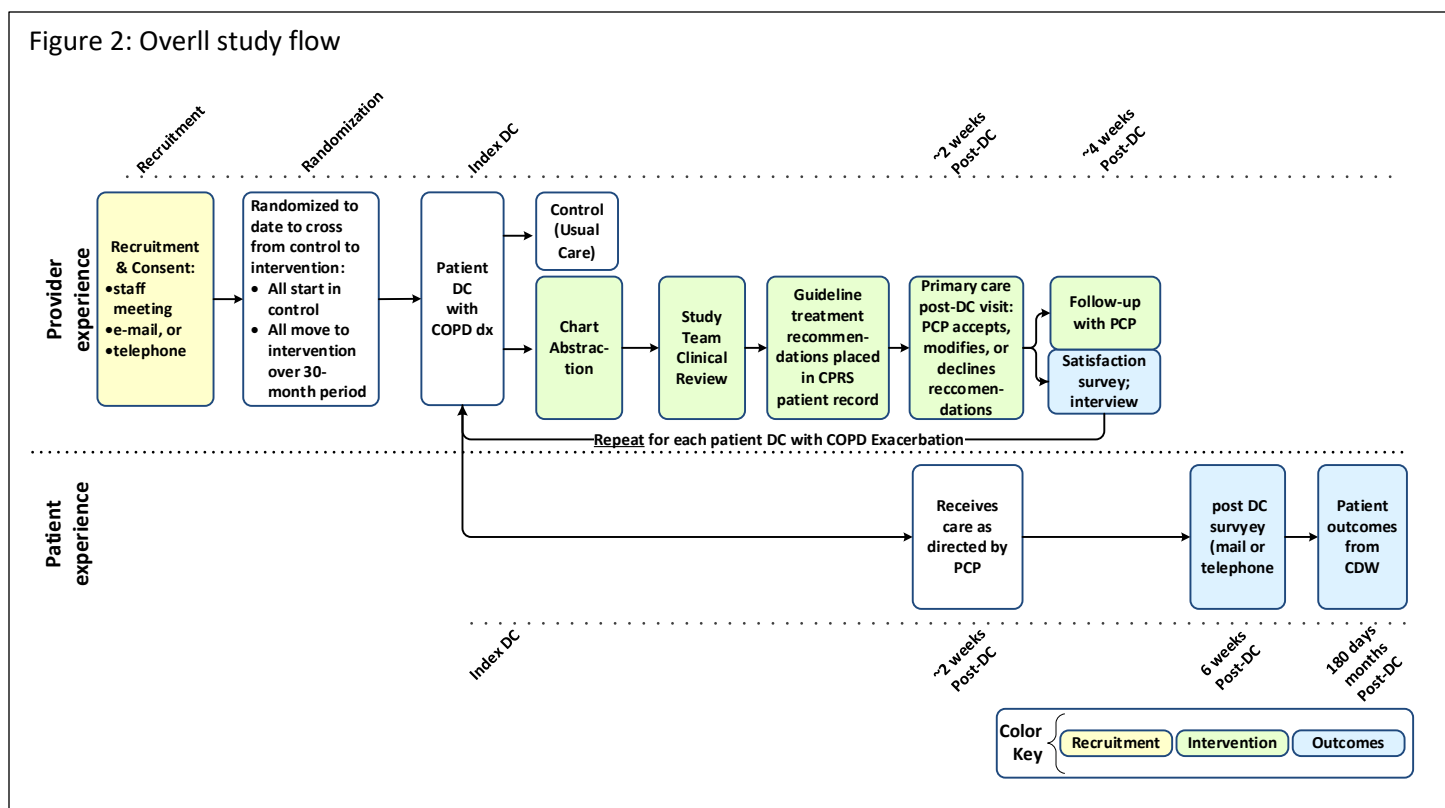 Figure 2: Overll study flow
Recruitment
Randomization
Index DC
~2 weeks
Post-DC
~4 weeks
Post-DC
Provider
experience
Recruitment
& Consent:
•staff
meeting
•e-mail, or
•telephone
Randomized to
date to cross
from control to
intervention:
• All start in
control
• All move to
intervention
over 30-
month period
Patient
DC
with
COPD dx
Control
(Usual
Care)
Chart
Abstrac-
tion
Study
Team
Clinical
Review
Guideline
treatment
recommen-
dations placed
in CPRS
patient record
Primary care
post-DC visit:
PCP accepts,
modifies, or
declines
reccomen-
dations
Follow-up
with PCP
Satisfaction
survey;
interview
Repeat for each patient DC with COPD Exacerbation
Patient
experience
Receives
care as
directed by
PCP
post DC
survyey
(mail or
telephone
Patient
outcomes
from
CDW
Index DC
~2 weeks
Post-DC
6 weeks
Post-DC
180 days
months
Post-DC
Color
Key
Recruitment
Intervention
Outcomes